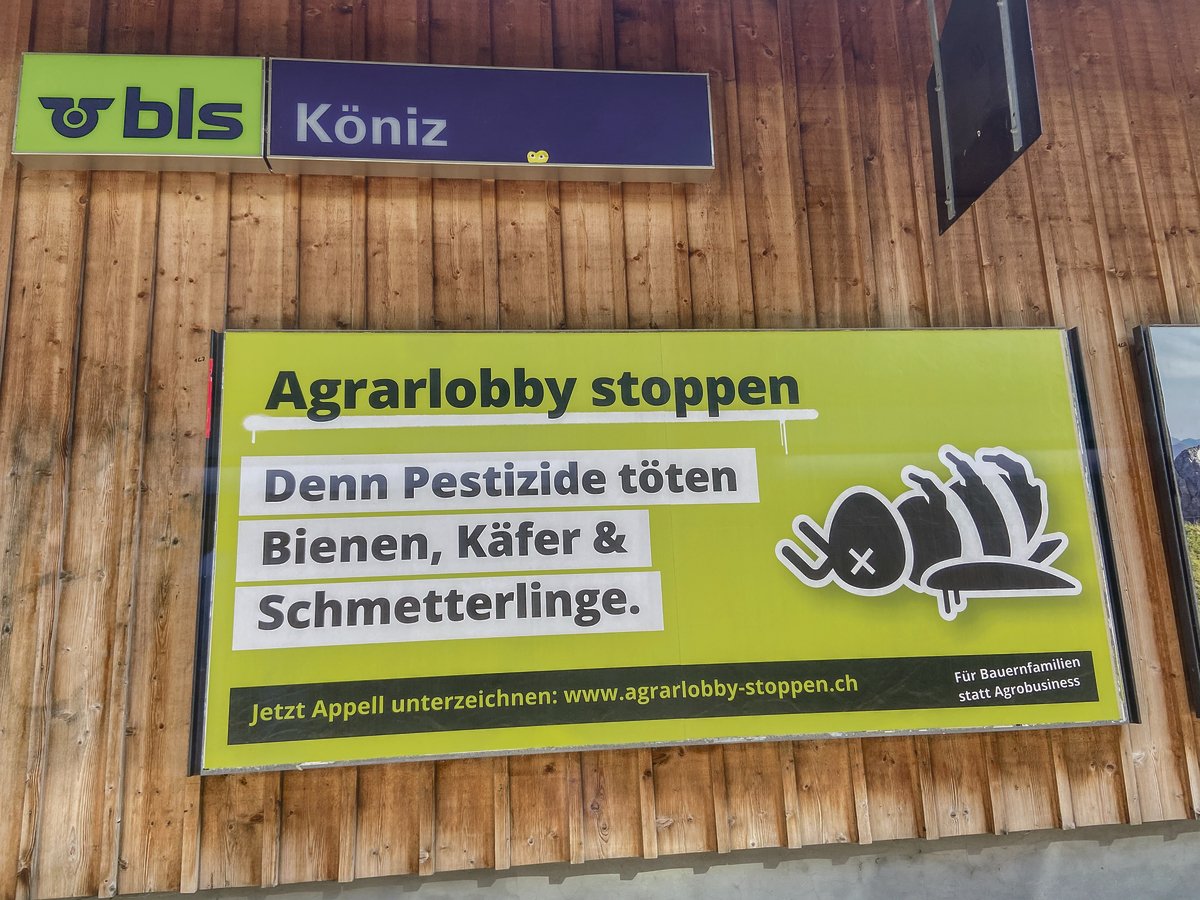 bls Köniz
Agrarlobby stoppen
Denn Pestizide töten
Bienen, Käfer &
Schmetterlinge.
Jetzt Appell unterzeichnen: www.agrarlobby-stoppen.ch
Für Bauernfamilien
statt Agrobusiness